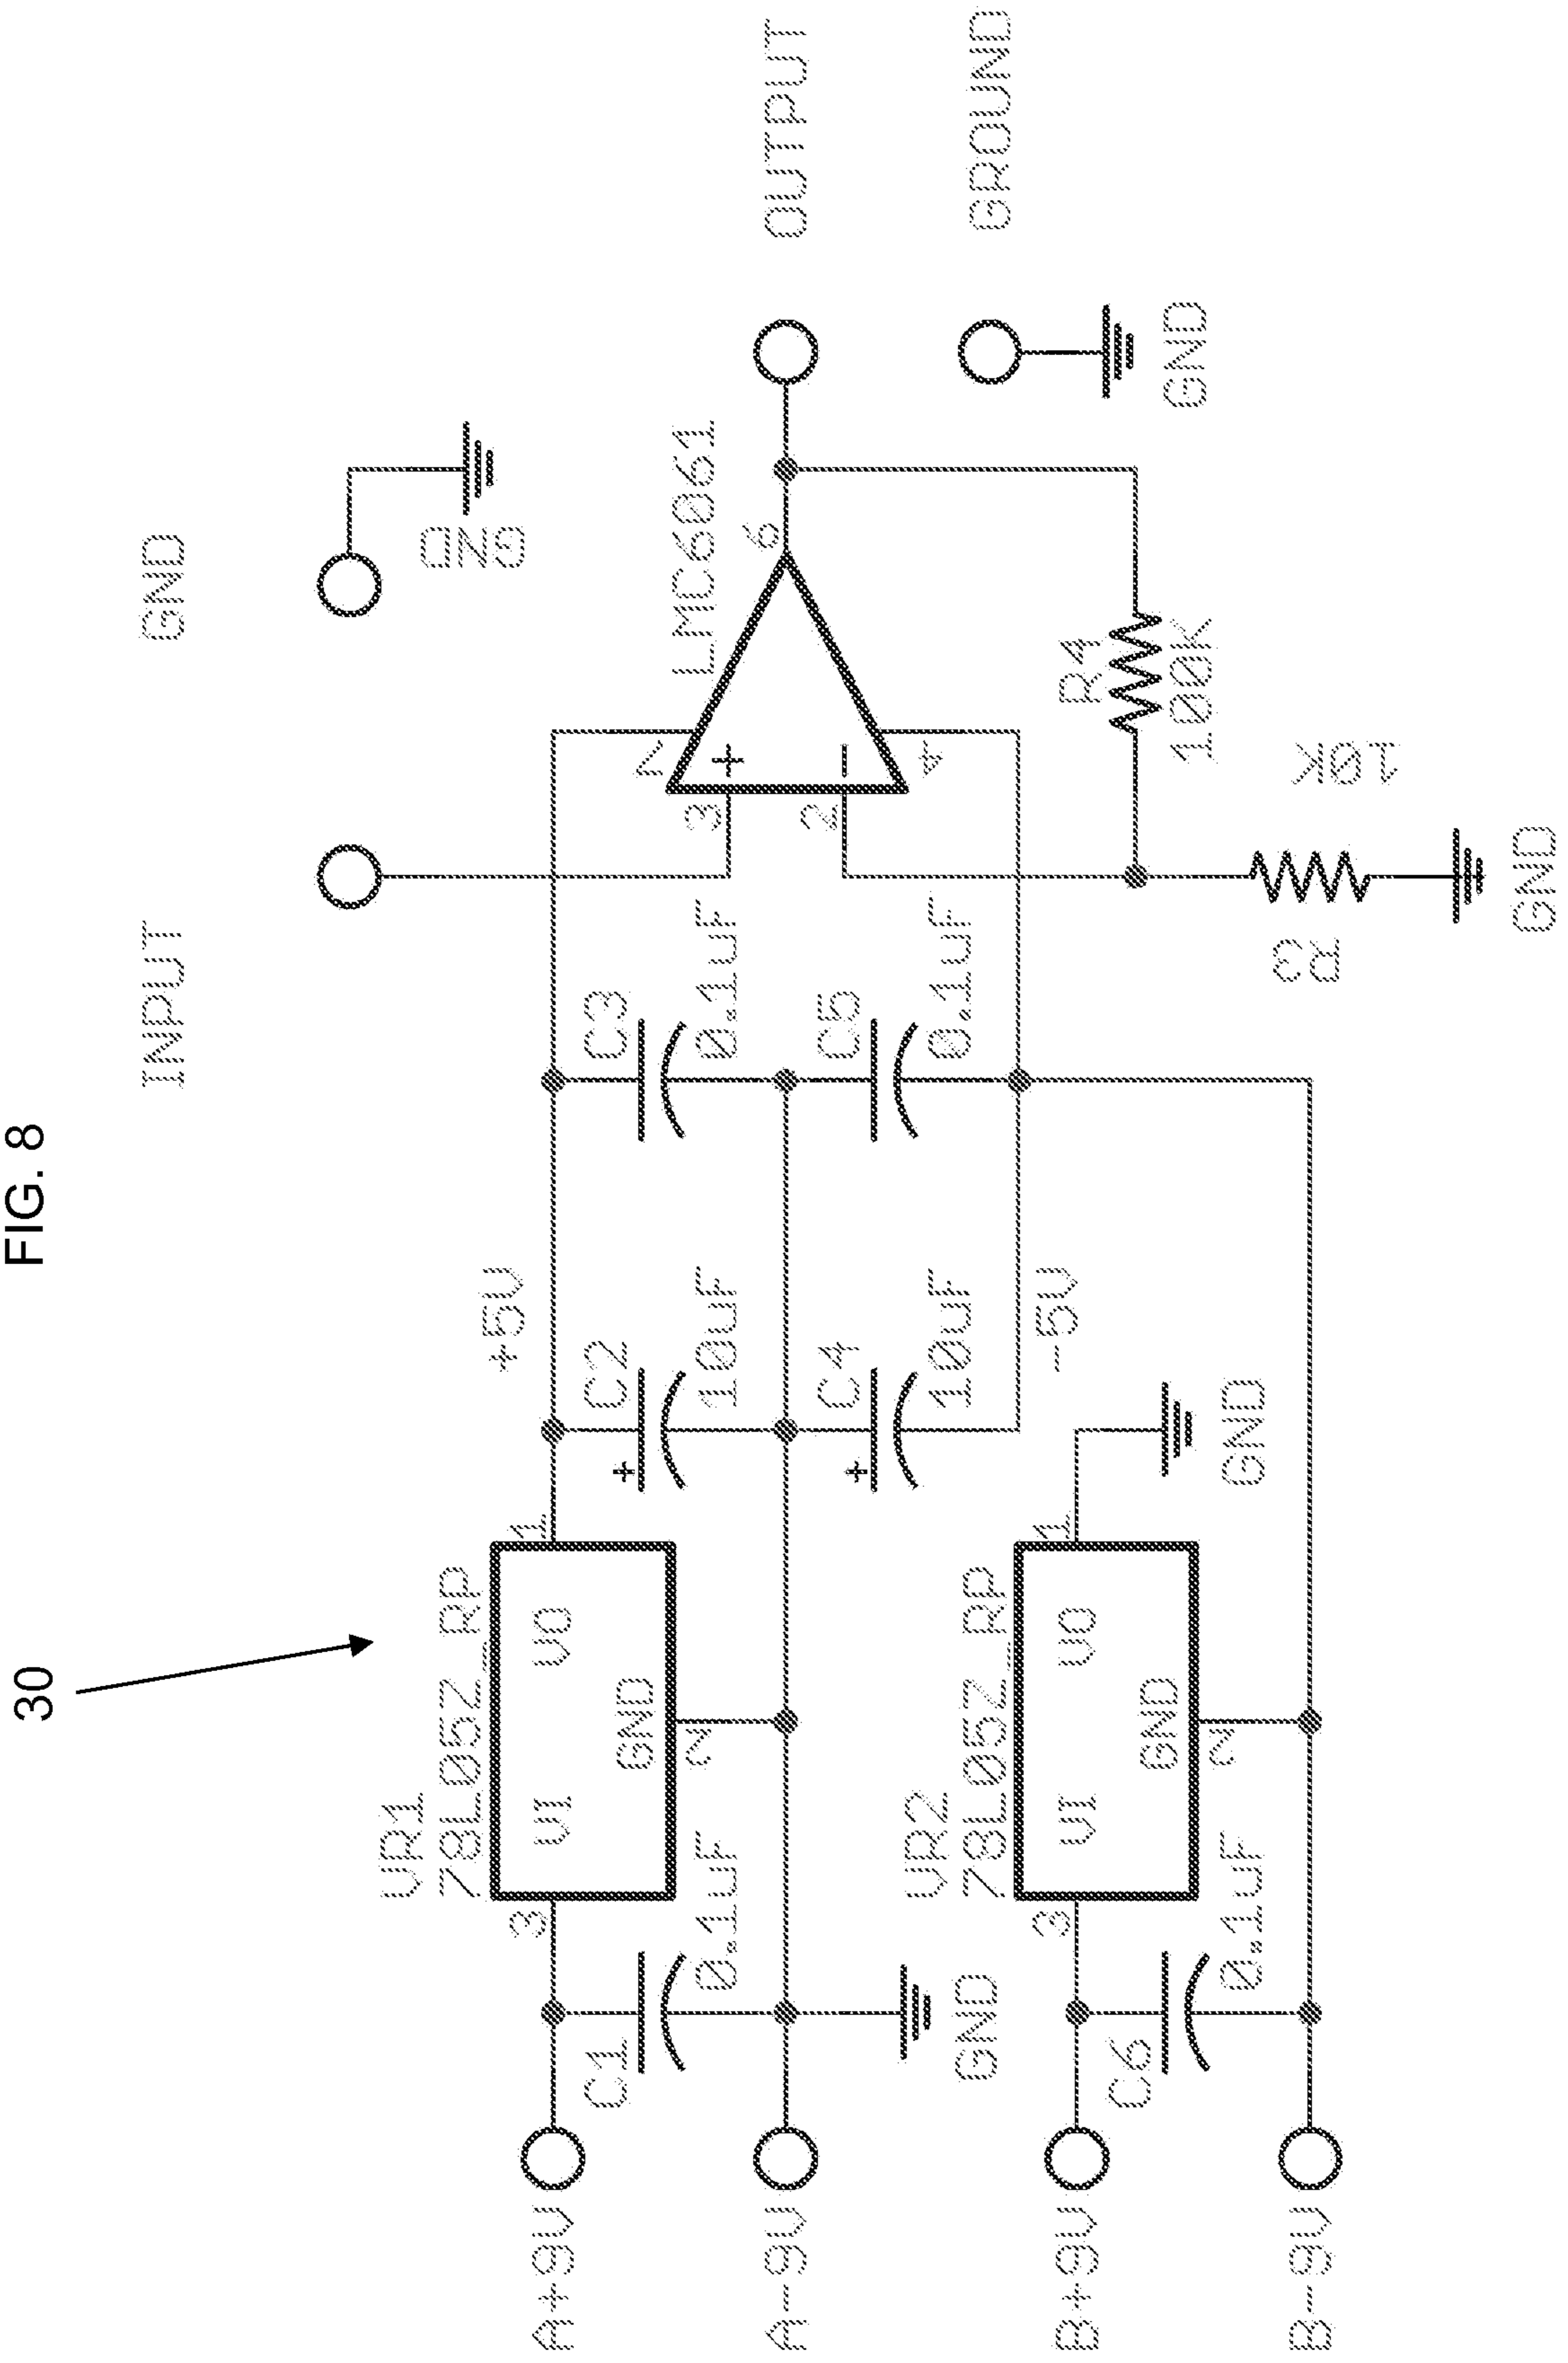 FIG. 8
30
INPUT
GND
GND
VR1
78L05Z_RP
VI
VO
GND
3
1
2
+5V
C1
0.1uF
C2
10uF
C3
0.1uF
C4
10uF
C5
0.1uF
-5V
LMC6061
7
3
+
2
-
4
6
OUTPUT
GROUND
GND
R4
100K
10K
R3
GND
A+9V
A-9V
GND
VR2
78L05Z_RP
VI
VO
GND
3
1
2
GND
C6
0.1uF
B+9V
B-9V